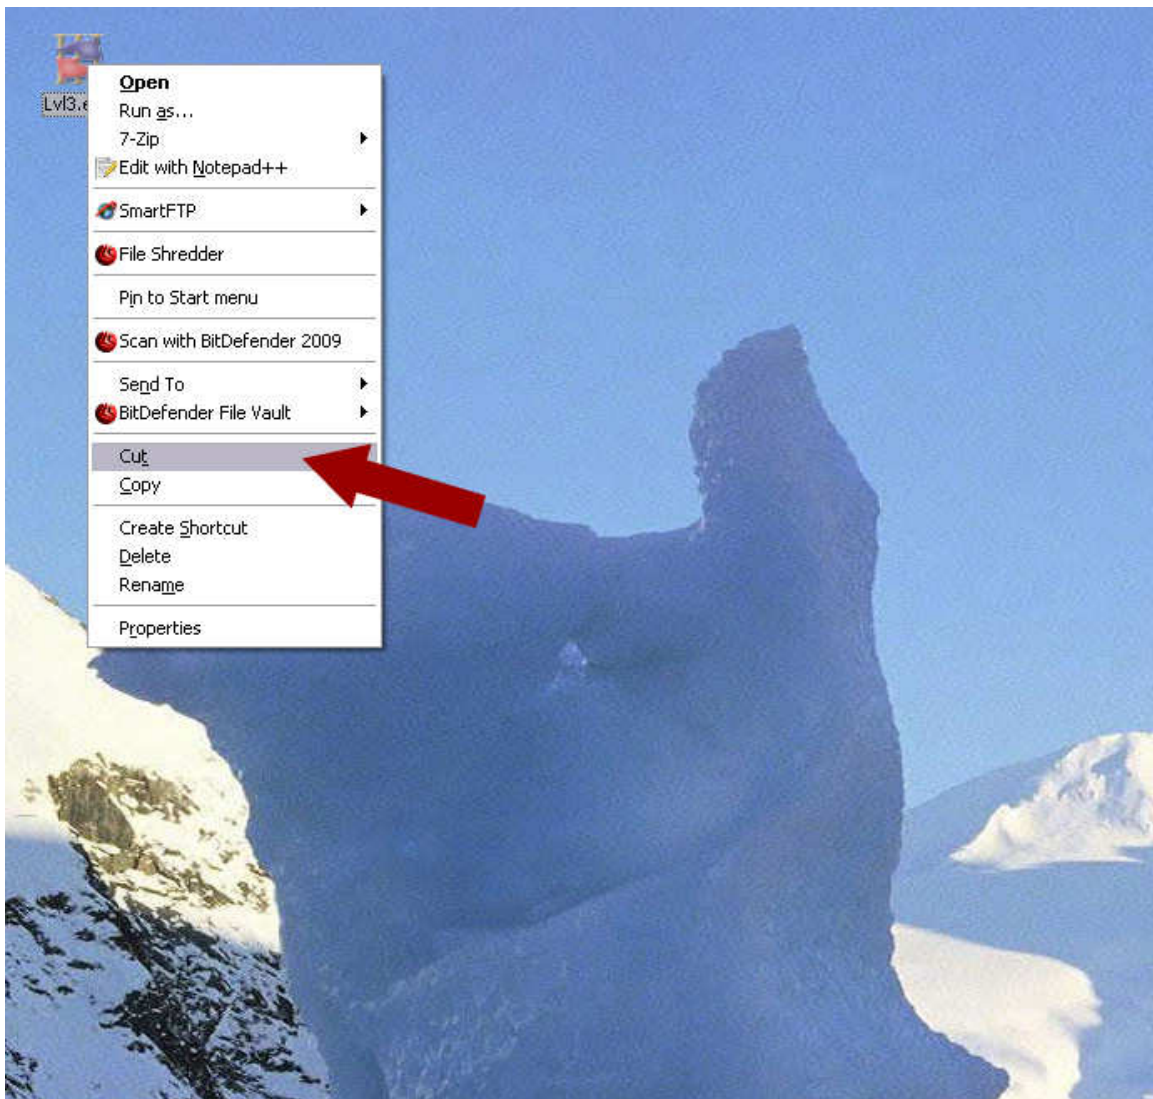 Lvl3.e
Open
Run as...
7-Zip
Edit with Notepad++
SmartFTP
File Shredder
Pin to Start menu
Scan with BitDefender 2009
Send To
BitDefender File Vault
Cut
Copy
Create Shortcut
Delete
Rename
Properties